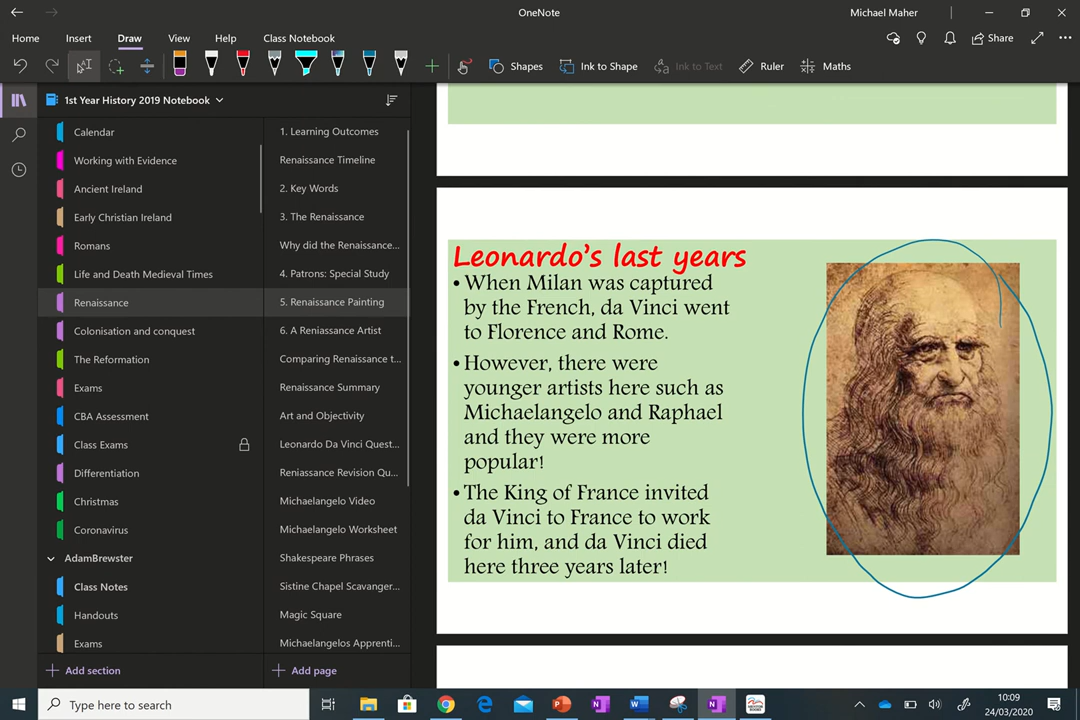 OneNote
Michael Maher
Home
Insert
Draw
View
Help
Class Notebook
Share
Shapes
Ink to Shape
Ink to Text
Ruler
Maths
1st Year History 2019 Notebook
Calendar
Working with Evidence
Ancient Ireland
Early Christian Ireland
Romans
Life and Death Medieval Times
Renaissance
Colonisation and conquest
The Reformation
Exams
CBA Assessment
Class Exams
Differentiation
Christmas
Coronavirus
AdamBrewster
Class Notes
Handouts
Exams
Add section
1. Learning Outcomes
Renaissance Timeline
2. Key Words
3. The Renaissance
Why did the Renaissance...
4. Patrons: Special Study
5. Renaissance Painting
6. A Reniassance Artist
Comparing Renaissance t...
Renaissance Summary
Art and Objectivity
Leonardo Da Vinci Quest...
Reniassance Revision Qu...
Michaelangelo Video
Michaelangelo Worksheet
Shakespeare Phrases
Sistine Chapel Scavanger...
Magic Square
Michaelangelos Apprenti...
Add page
Leonardo's last years
• When Milan was captured
by the French, da Vinci went
to Florence and Rome.
• However, there were
younger artists here such as
Michaelangelo and Raphael
and they were more
popular!
• The King of France invited
da Vinci to France to work
for him, and da Vinci died
here three years later!
Type here to search
10:09
24/03/2020